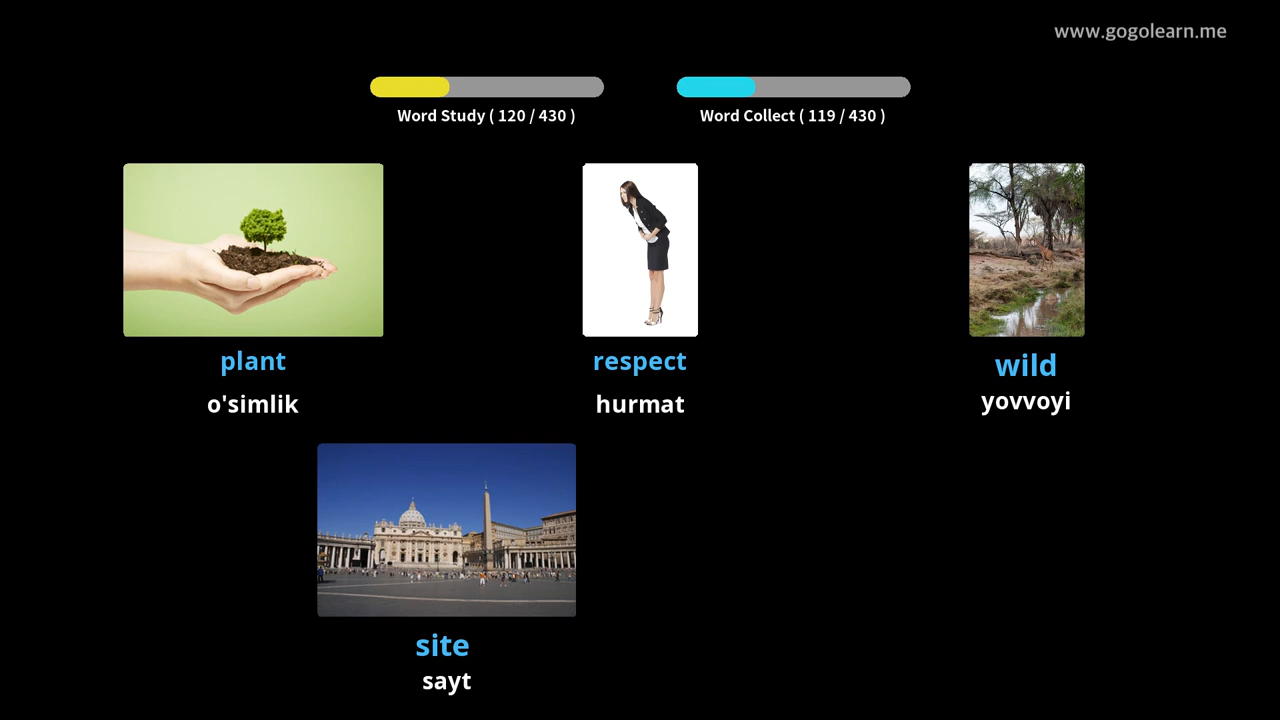 www.gogolearn.me
Word Study ( 120 / 430 )
Word Collect ( 119 / 430 )
plant
o'simlik
respect
hurmat
wild
yovvoyi
site
sayt